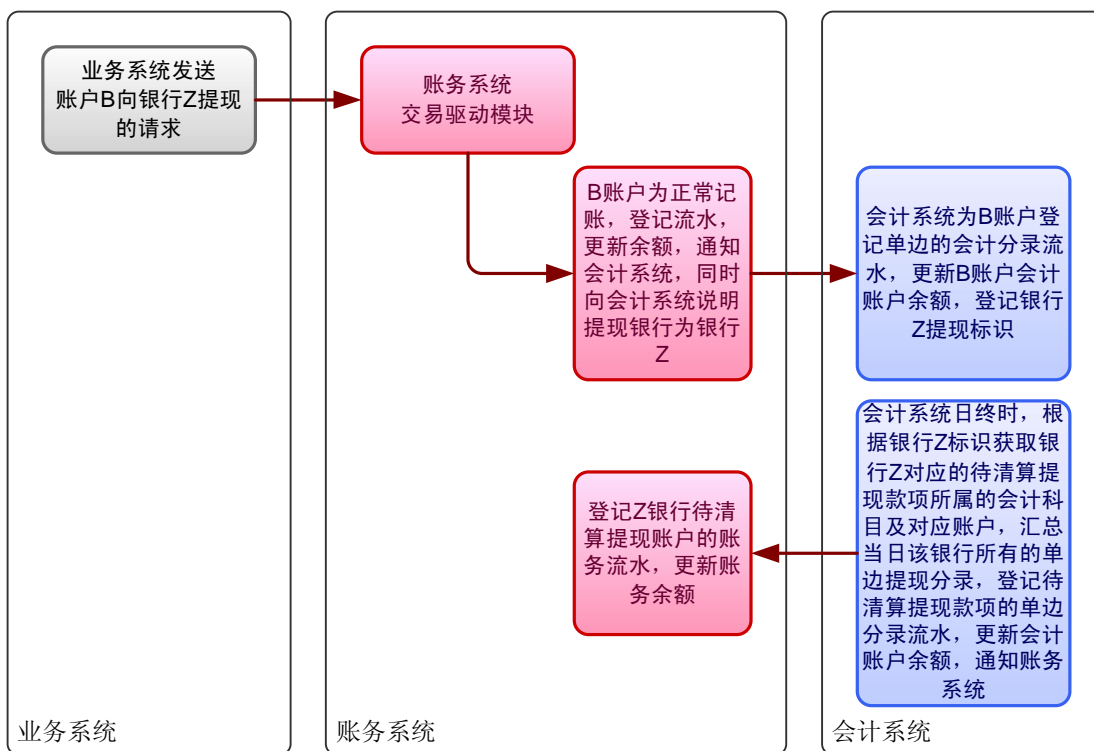 业务系统发送
账户B向银行Z提现
的请求
账务系统
交易驱动模块
B账户为正常记
账，登记流水，
更新余额，通知
会计系统，同时
向会计系统说明
提现银行为银行
Z
会计系统为B账户登
记单边的会计分录流
水，更新B账户会计
账户余额，登记银行
Z提现标识
会计系统日终时，根
据银行Z标识获取银
行Z对应的待清算提
现款项所属的会计科
目及对应账户，汇总
当日该银行所有的单
边提现分录，登记待
清算提现款项的单边
分录流水，更新会计
账户余额，通知账务
系统
登记Z银行待清
算提现账户的账
务流水，更新账
务余额
业务系统
账务系统
会计系统